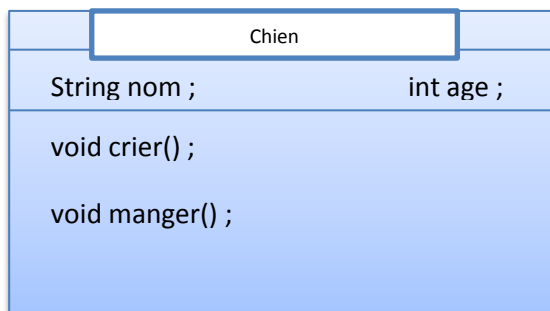 Chien
String nom ; int age ;
void crier() ;
void manger() ;